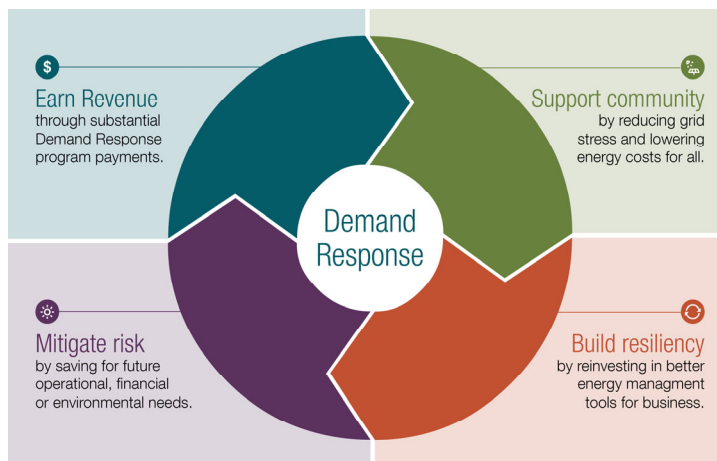 $
Earn Revenue
through substantial
Demand Response
program payments.
Support community
by reducing grid
stress and lowering
energy costs for all.
Demand
Response
Mitigate risk
by saving for future
operational, financial
or environmental needs.
Build resiliency
by reinvesting in better
energy managment
tools for business.